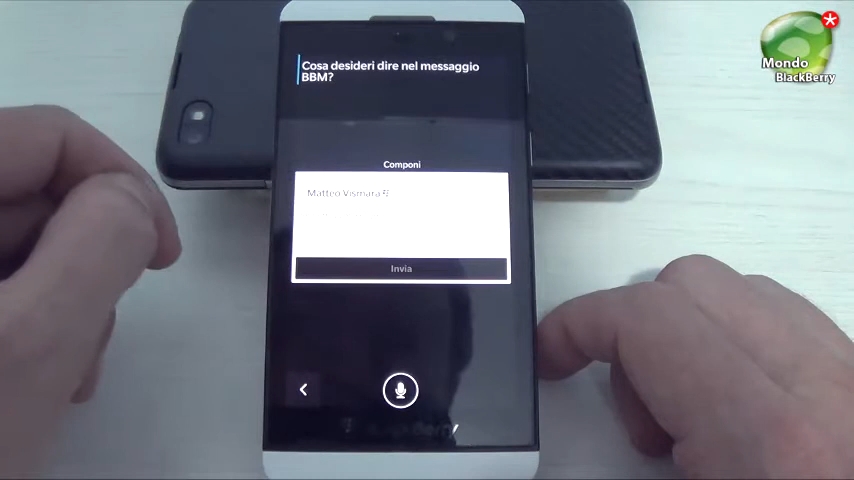 Cosa desideri dire nel messaggio
BBM?
Componi
Matteo Vismara
Invia
Mondo
BlackBerry